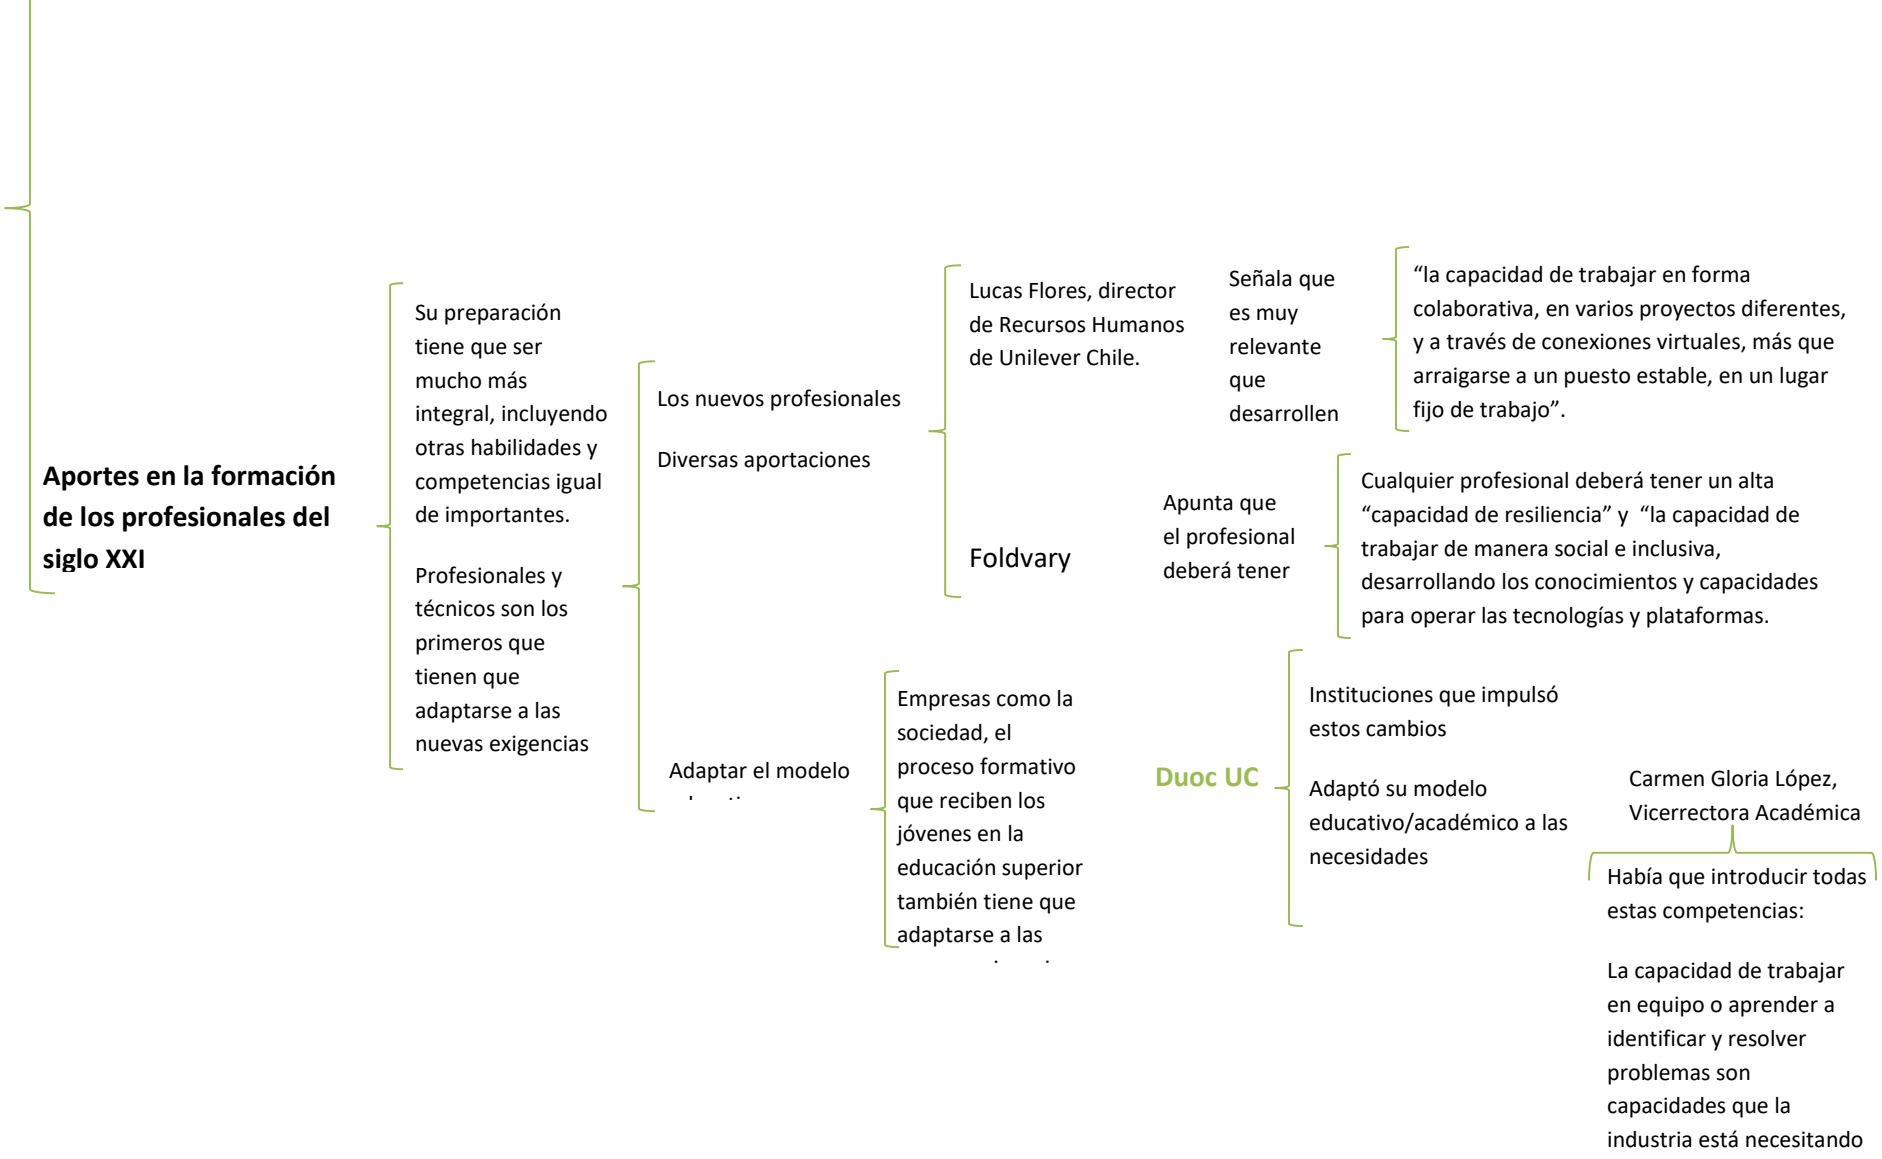 Aportes en la formación
de los profesionales del
siglo XXI
Su preparación
tiene que ser
mucho más
integral, incluyendo
otras habilidades y
competencias igual
de importantes.
Profesionales y
técnicos son los
primeros que
tienen que
adaptarse a las
nuevas exigencias
Los nuevos profesionales
Diversas aportaciones
Lucas Flores, director
de Recursos Humanos
de Unilever Chile.
Señala que
es muy
relevante
que
desarrollen
“la capacidad de trabajar en forma
colaborativa, en varios proyectos diferentes,
y a través de conexiones virtuales, más que
arraigarse a un puesto estable, en un lugar
fijo de trabajo”.
Foldvary
Apunta que
el profesional
deberá tener
Cualquier profesional deberá tener un alta
“capacidad de resiliencia” y “la capacidad de
trabajar de manera social e inclusiva,
desarrollando los conocimientos y capacidades
para operar las tecnologías y plataformas.
Adaptar el modelo
Empresas como la
sociedad, el
proceso formativo
que reciben los
jóvenes en la
educación superior
también tiene que
adaptarse a las
Duoc UC
Instituciones que impulsó
estos cambios
Adaptó su modelo
educativo/académico a las
necesidades
Carmen Gloria López,
Vicerrectora Académica
Había que introducir todas
estas competencias:
La capacidad de trabajar
en equipo o aprender a
identificar y resolver
problemas son
capacidades que la
industria está necesitando